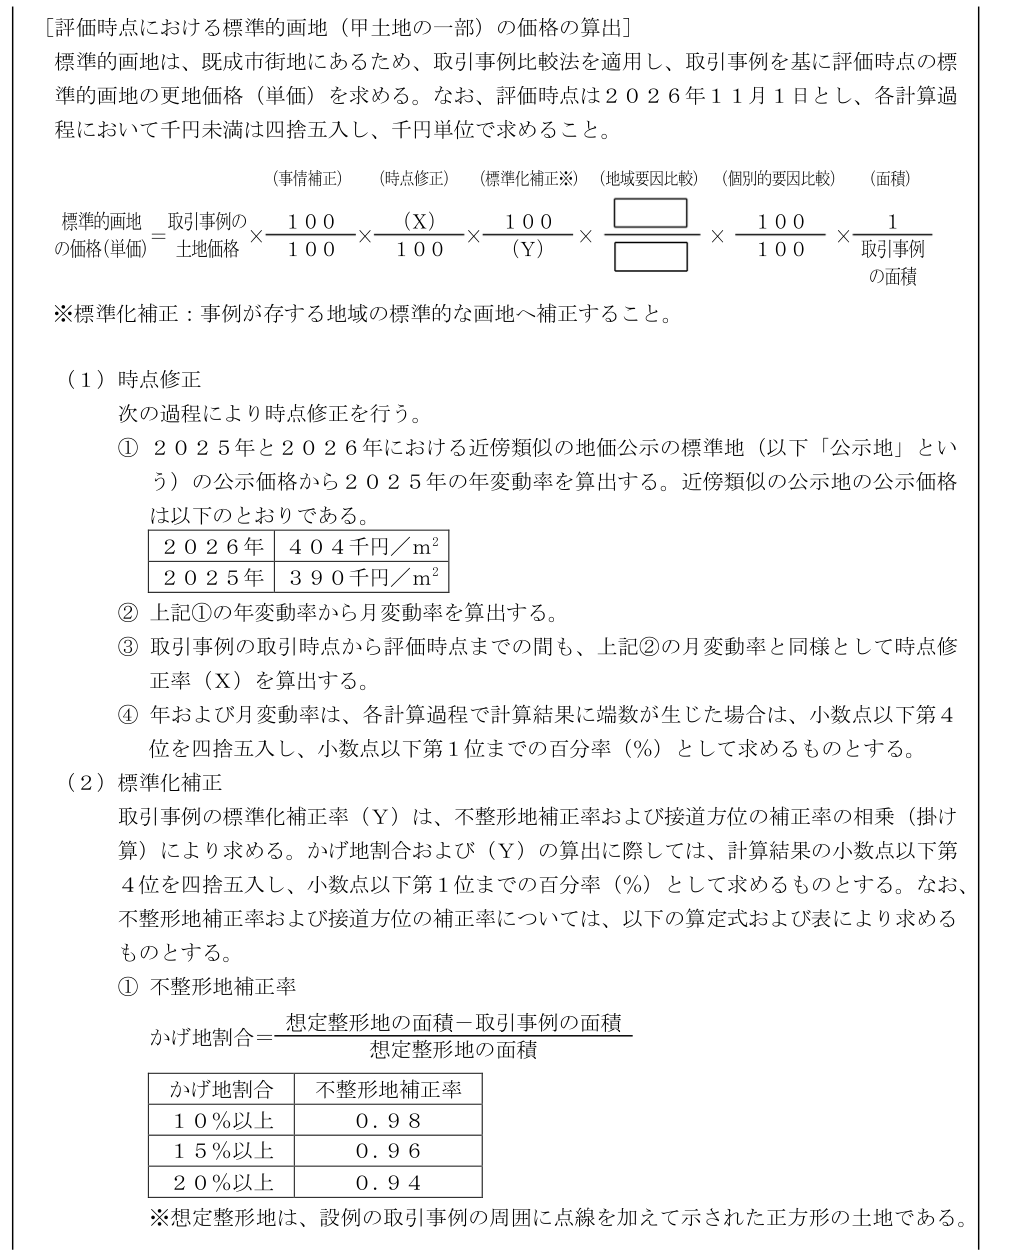 ［評価時点における標準的画地（甲土地の一部）の価格の算出］
標準的画地は、既成市街地にあるため、取引事例比較法を適用し、取引事例を基に評価時点の標
準的画地の更地価格（単価）を求める。なお、評価時点は２０２６年１１月１日とし、各計算過
程において千円未満は四捨五入し、千円単位で求めること。
（事情補正）　（時点修正）　（標準化補正※）　（地域要因比較）　（個別的要因比較）　（面積）
標準的画地　取引事例の　１００　（X）　１００　１００　１
の価格（単価）＝　土地価格　×　×　×　×　×　×
１００　１００　（Y）　１００　取引事例
の面積
※標準化補正：事例が存する地域の標準的な画地へ補正すること。
（１）時点修正
次の過程により時点修正を行う。
①　２０２５年と２０２６年における近傍類似の地価公示の標準地（以下「公示地」とい
う）の公示価格から２０２５年の年変動率を算出する。近傍類似の公示地の公示価格
は以下のとおりである。
２０２６年　４０４千円／m²
２０２５年　３９０千円／m²
②　上記①の年変動率から月変動率を算出する。
③　取引事例の取引時点から評価時点までの間も、上記②の月変動率と同様として時点修
正率（X）を算出する。
④　年および月変動率は、各計算過程で計算結果に端数が生じた場合は、小数点以下第４
位を四捨五入し、小数点以下第１位までの百分率（％）として求めるものとする。
（２）標準化補正
取引事例の標準化補正率（Y）は、不整形地補正率および接道方位の補正率の相乗（掛け
算）により求める。かげ地割合および（Y）の算出に際しては、計算結果の小数点以下第
４位を四捨五入し、小数点以下第１位までの百分率（％）として求めるものとする。なお、
不整形地補正率および接道方位の補正率については、以下の算定式および表により求める
ものとする。
①　不整形地補正率
想定整形地の面積－取引事例の面積
かげ地割合＝
想定整形地の面積
かげ地割合　不整形地補正率
１０％以上　０．９８
１５％以上　０．９６
２０％以上　０．９４
※想定整形地は、設例の取引事例の周囲に点線を加えて示された正方形の土地である。